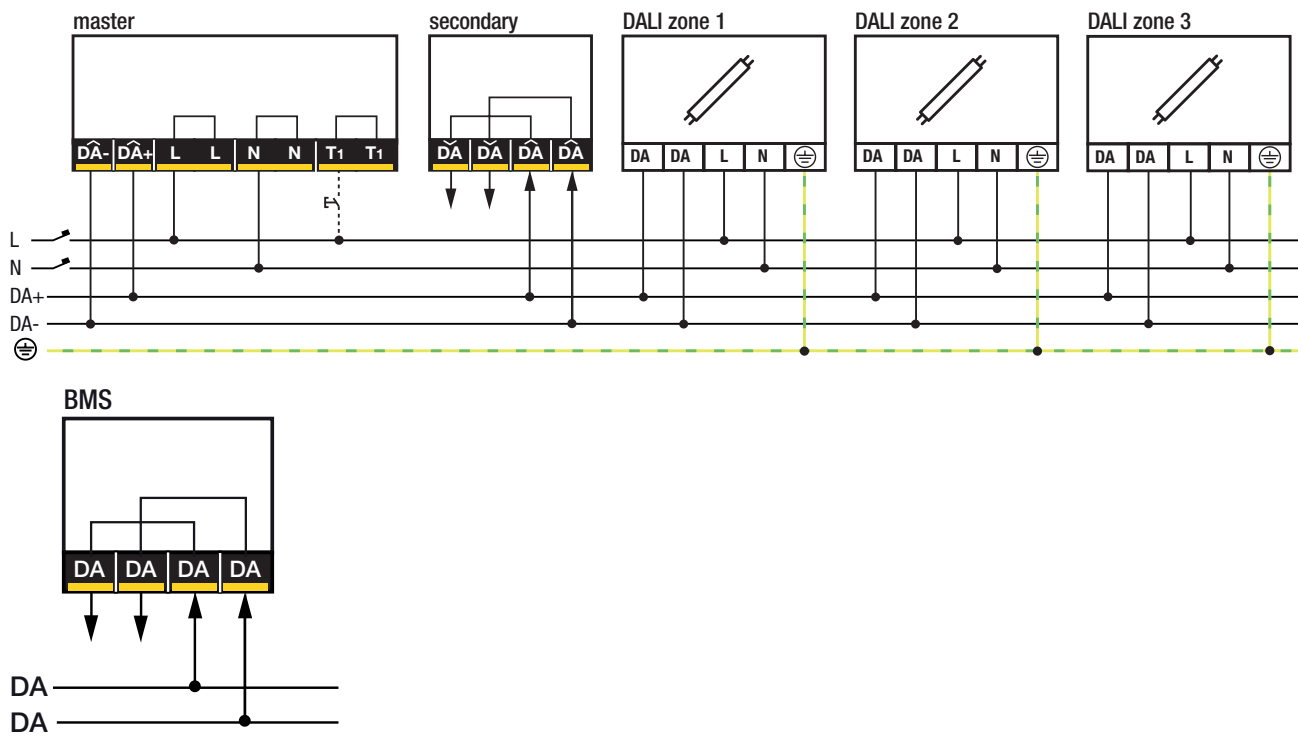 master secondary DALI zone 1 DALI zone 2 DALI zone 3
DA- DA+ L L N N T1 T1 DA DA DA DA DA DA L N DA DA L N DA DA L N
L
N
DA+
DA-
BMS
DA DA DA DA
DA
DA